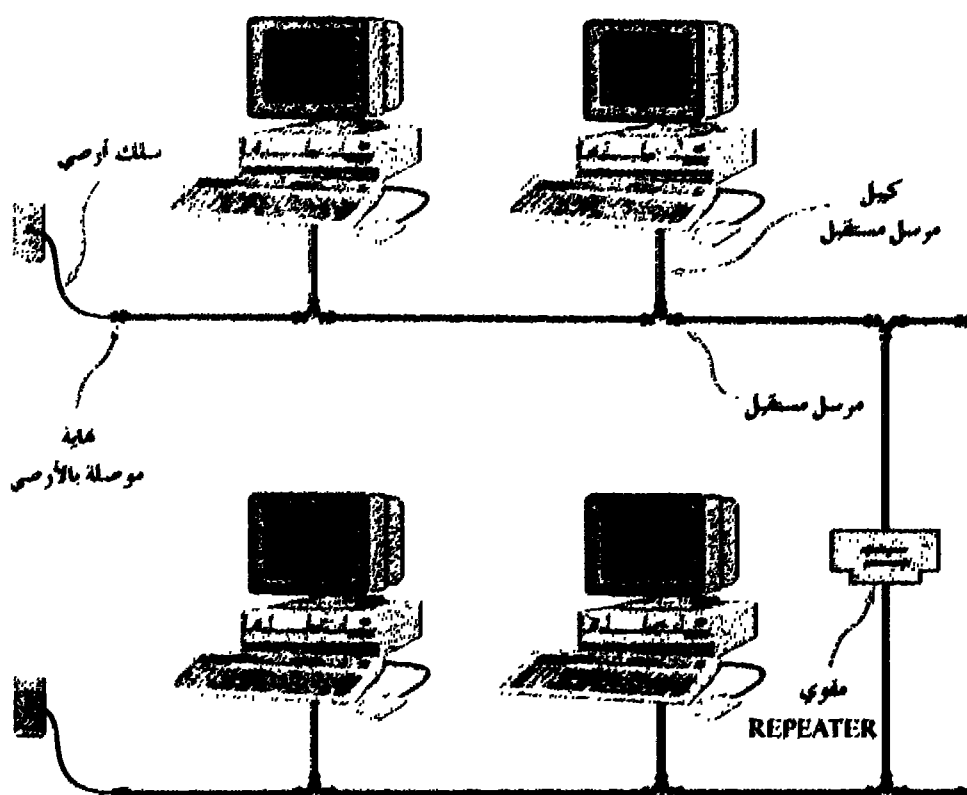 سلك أرضي
كيبل
مرسل مستقبل
مرسل مستقبل
نهاية
موصلة بالأرضي
مقوي
REPEATER